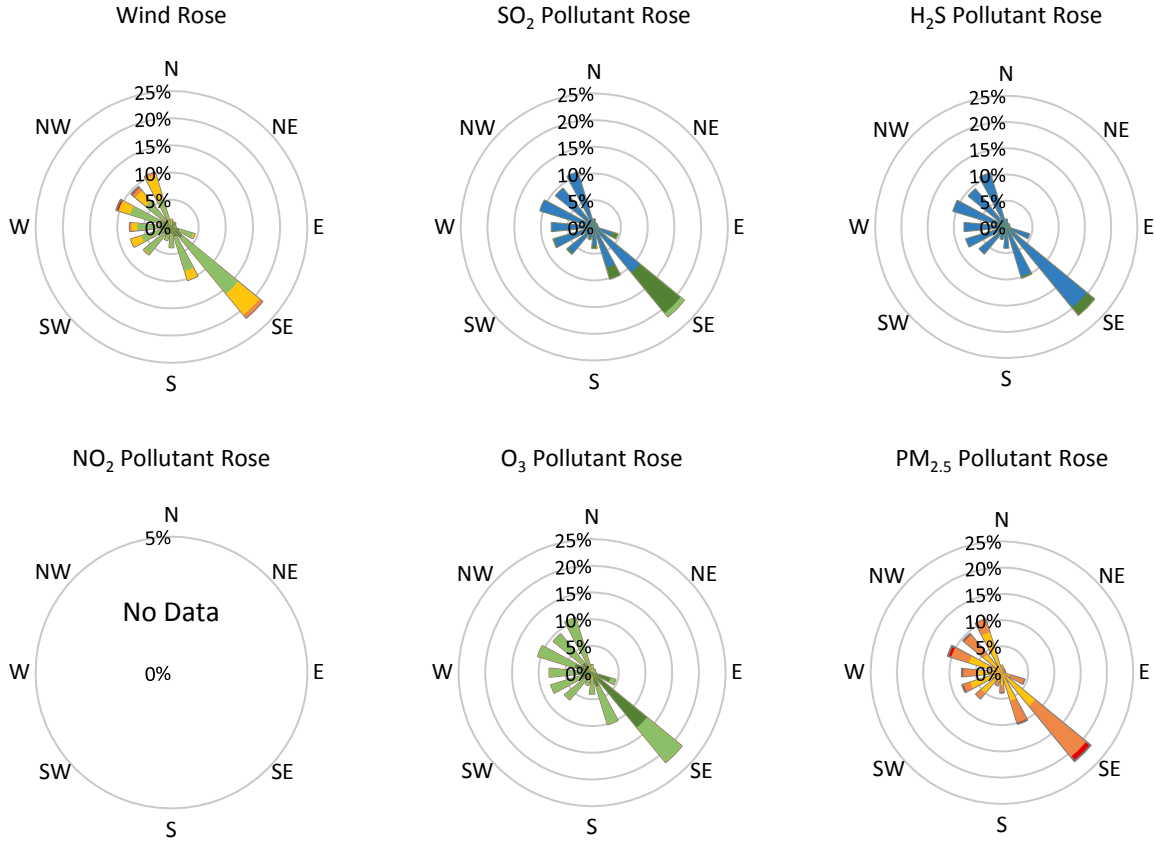 Wind Rose
N
25%
20%
15%
10%
5%
0%
NW
NE
W
E
SW
SE
S
SO₂ Pollutant Rose
N
25%
20%
15%
10%
5%
0%
NW
NE
W
E
SW
SE
S
H₂S Pollutant Rose
N
25%
20%
15%
10%
5%
0%
NW
NE
W
E
SW
SE
S
NO₂ Pollutant Rose
N
5%
NW
NE
No Data
W
0%
E
SW
SE
S
O₃ Pollutant Rose
N
25%
20%
15%
10%
5%
0%
NW
NE
W
E
SW
SE
S
PM₂.₅ Pollutant Rose
N
25%
20%
15%
10%
5%
0%
NW
NE
W
E
SW
SE
S